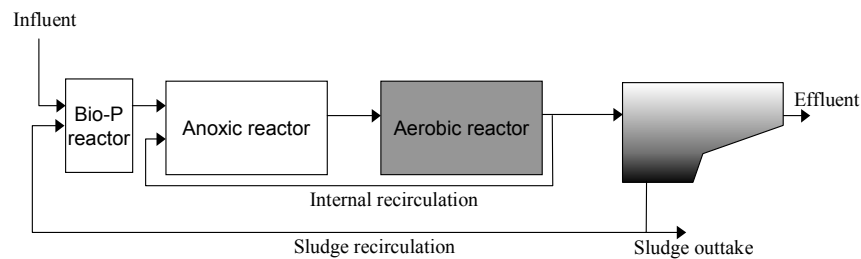 Influent
Bio-P
reactor
Anoxic reactor
Aerobic reactor
Effluent
Internal recirculation
Sludge recirculation
Sludge outtake